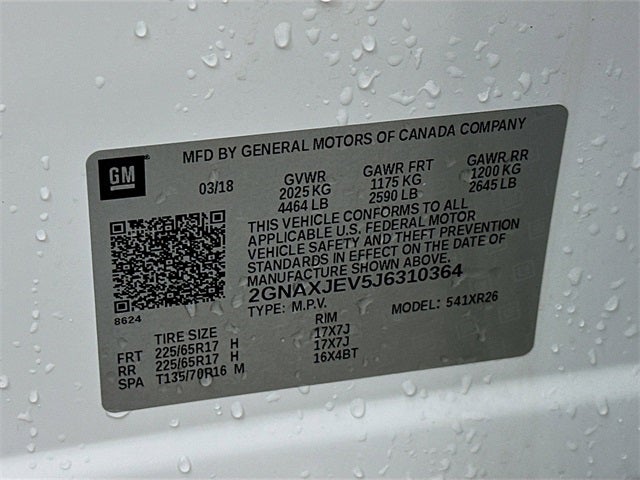 GM
MFD BY GENERAL MOTORS OF CANADA COMPANY
03/18 GVWR GAWR FRT GAWR RR
2025 KG 1175 KG 1200 KG
4464 LB 2590 LB 2645 LB
THIS VEHICLE CONFORMS TO ALL
APPLICABLE U.S. FEDERAL MOTOR
VEHICLE SAFETY AND THEFT PREVENTION
STANDARDS IN EFFECT ON THE DATE OF
MANUFACTURE SHOWN ABOVE.
2GNAXJEV5J6310364
8624
TYPE: M.P.V. MODEL: 541XR26
TIRE SIZE RIM
FRT 225/65R17 H 17X7J
RR 225/65R17 H 17X7J
SPA T135/70R16 M 16X4BT